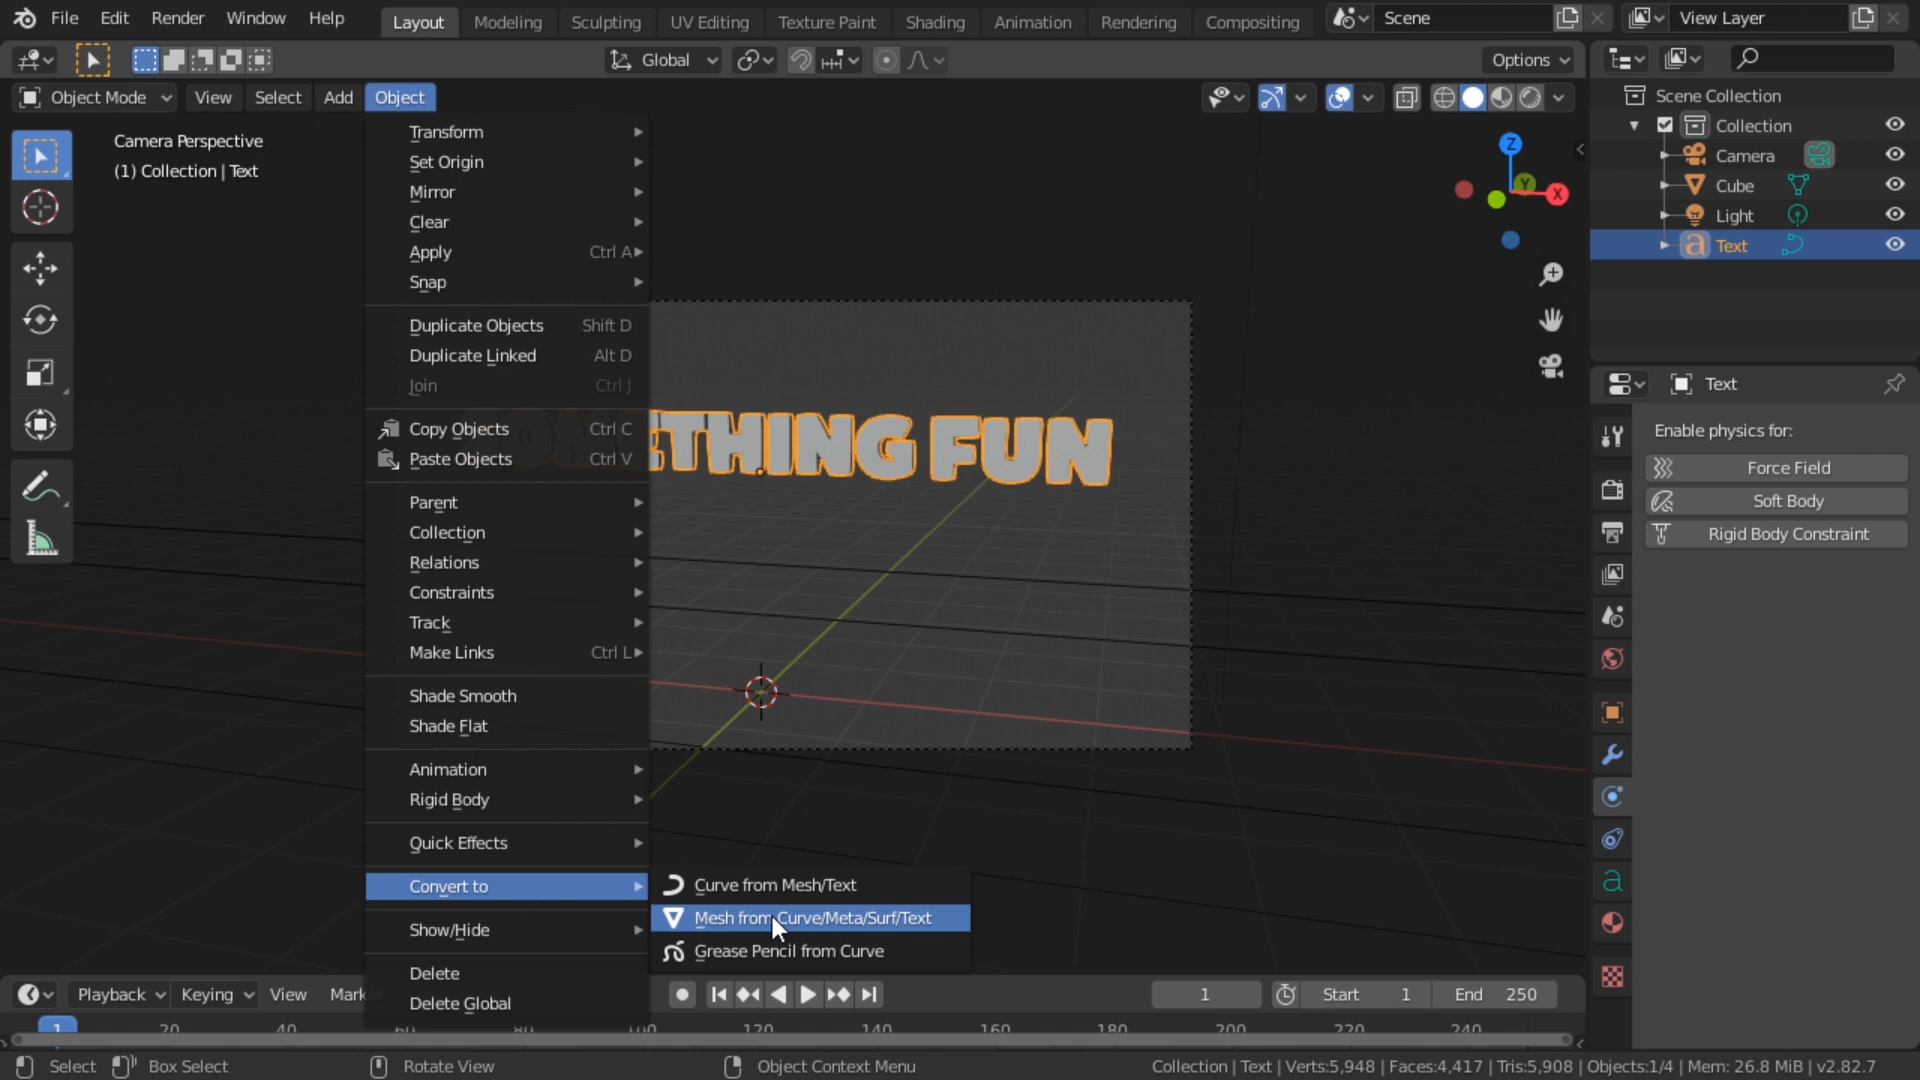 File Edit Render Window Help Layout Modeling Sculpting UV Editing Texture Paint Shading Animation Rendering Compositing Scene View Layer
Global Options
Object Mode View Select Add Object
Camera Perspective
(1) Collection | Text
Transform
Set Origin
Mirror
Clear
Apply Ctrl A
Snap
Duplicate Objects Shift D
Duplicate Linked Alt D
Join Ctrl J
Copy Objects Ctrl C
Paste Objects Ctrl V
Parent
Collection
Relations
Constraints
Track
Make Links Ctrl L
Shade Smooth
Shade Flat
Animation
Rigid Body
Quick Effects
Convert to
Show/Hide
Delete
Delete Global
Curve from Mesh/Text
Mesh from Curve/Meta/Surf/Text
Grease Pencil from Curve
OMETHING FUN
Z
Y
X
Scene Collection
Collection
Camera
Cube
Light
a Text
Text
Enable physics for:
Force Field
Soft Body
Rigid Body Constraint
a
Playback Keying View Mark 1 Start 1 End 250
1 20 40 60 80 100 120 140 160 180 200 220 240
Select Box Select Rotate View Object Context Menu Collection | Text | Verts:5,948 | Faces:4,417 | Tris:5,908 | Objects:1/4 | Mem: 26.8 MiB | v2.82.7